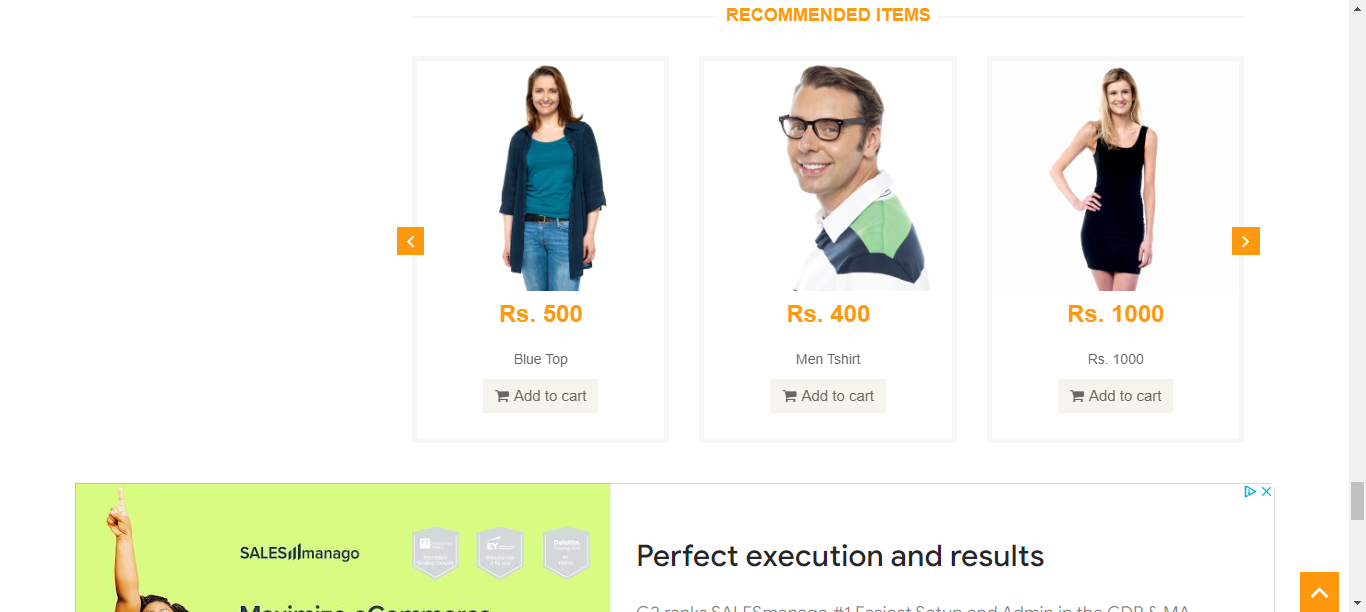 RECOMMENDED ITEMS
Rs. 500
Blue Top
Add to cart
Rs. 400
Men Tshirt
Add to cart
Rs. 1000
Rs. 1000
Add to cart
SALESmanago
EY
Deloitte.
Perfect execution and results
Maximize eCommerce
G2 ranks SALESmanago #1 Easiest Setup and Admin in the CDP & MA